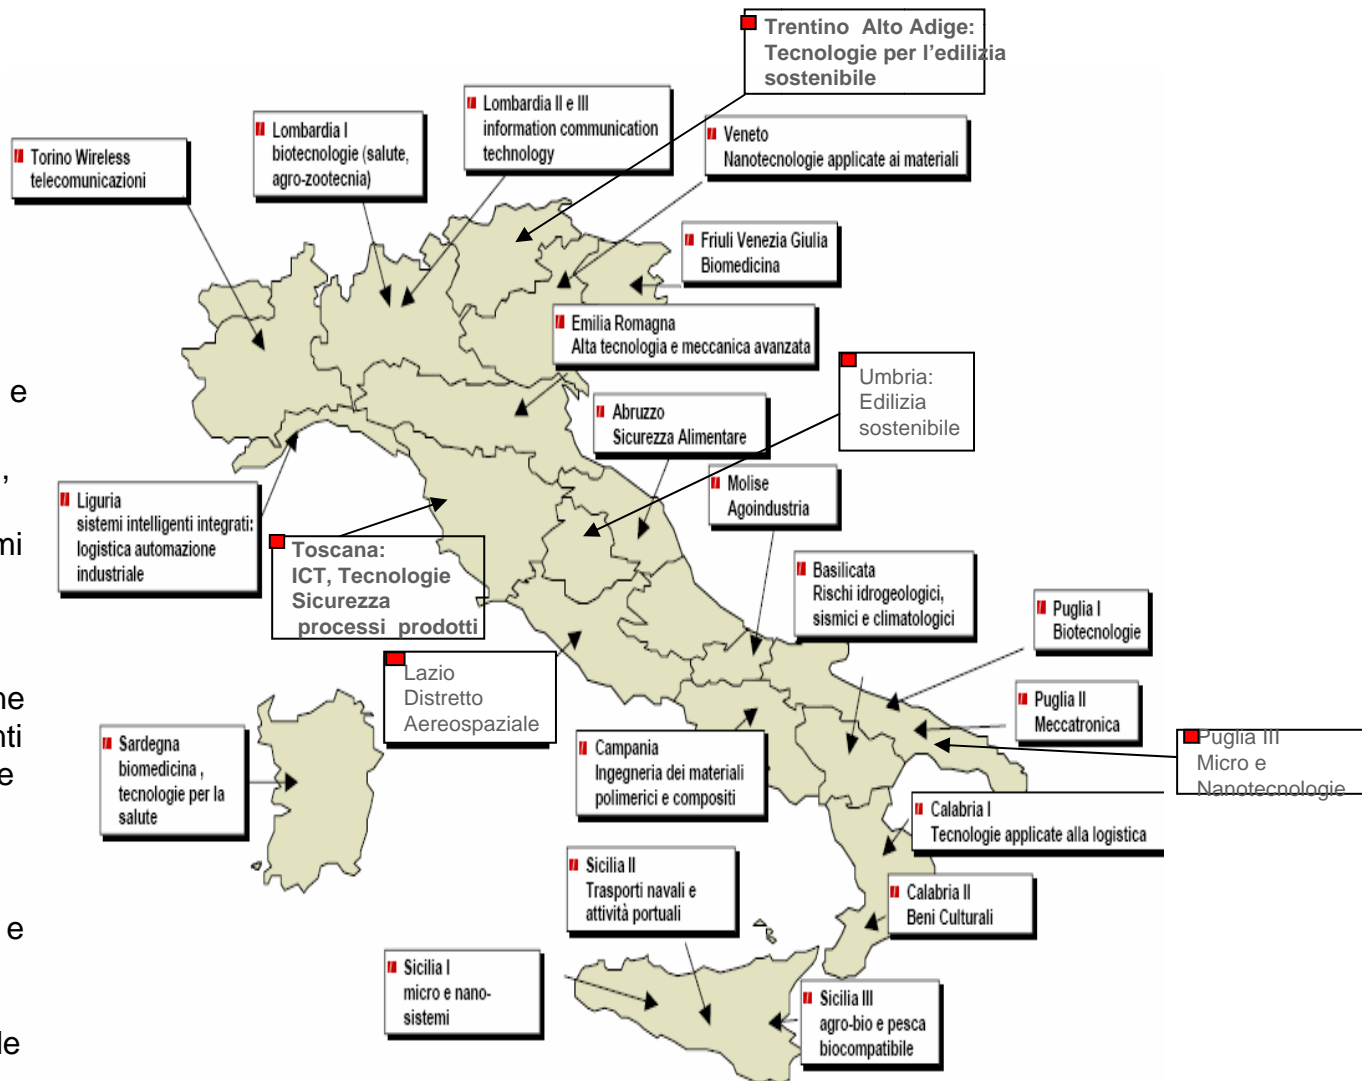 Trentino Alto Adige:
Tecnologie per l'edilizia
sostenibile
Lombardia II e III
information communication
technology
Lombardia I
biotecnologie (salute,
agro-zootecnia)
Veneto
Nanotecnologie applicate ai materiali
Torino Wireless
telecomunicazioni
Friuli Venezia Giulia
Biomedicina
Emilia Romagna
Alta tecnologia e meccanica avanzata
Umbria:
Edilizia
sostenibile
e
Abruzzo
Sicurezza Alimentare
,
Molise
Agoindustria
Liguria
sistemi intelligenti integrati:
logistica automazione
industriale
mi
Toscana:
ICT, Tecnologie
Sicurezza
processi prodotti
Basilicata
Rischi idrogeologici,
sismici e climatologici
Puglia I
Biotecnologie
Lazio
Distretto
Aereospaziale
ne
nti
e
Puglia II
Meccatronica
Puglia III
Micro e
Nanotecnologie
Sardegna
biomedicina ,
tecnologie per la
salute
Campania
Ingegneria dei materiali
polimerici e compositi
Calabria I
Tecnologie applicate alla logistica
Sicilia II
Trasporti navali e
attività portuali
Calabria II
Beni Culturali
e
Sicilia I
micro e nano-
sistemi
Sicilia III
agro-bio e pesca
biocompatibile
le